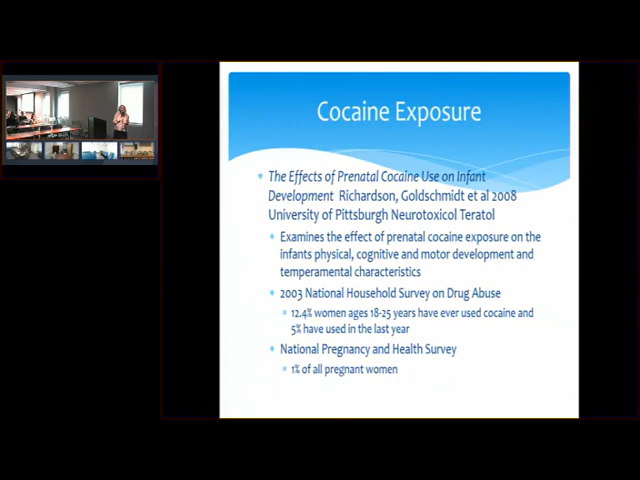 Cocaine Exposure
The Effects of Prenatal Cocaine Use on Infant
Development Richardson, Goldschmidt et al 2008
University of Pittsburgh Neurotoxicol Teratol
Examines the effect of prenatal cocaine exposure on the
infants physical, cognitive and motor development and
temperamental characteristics
2003 National Household Survey on Drug Abuse
12.4% women ages 18-25 years have ever used cocaine and
5% have used in the last year
National Pregnancy and Health Survey
1% of all pregnant women